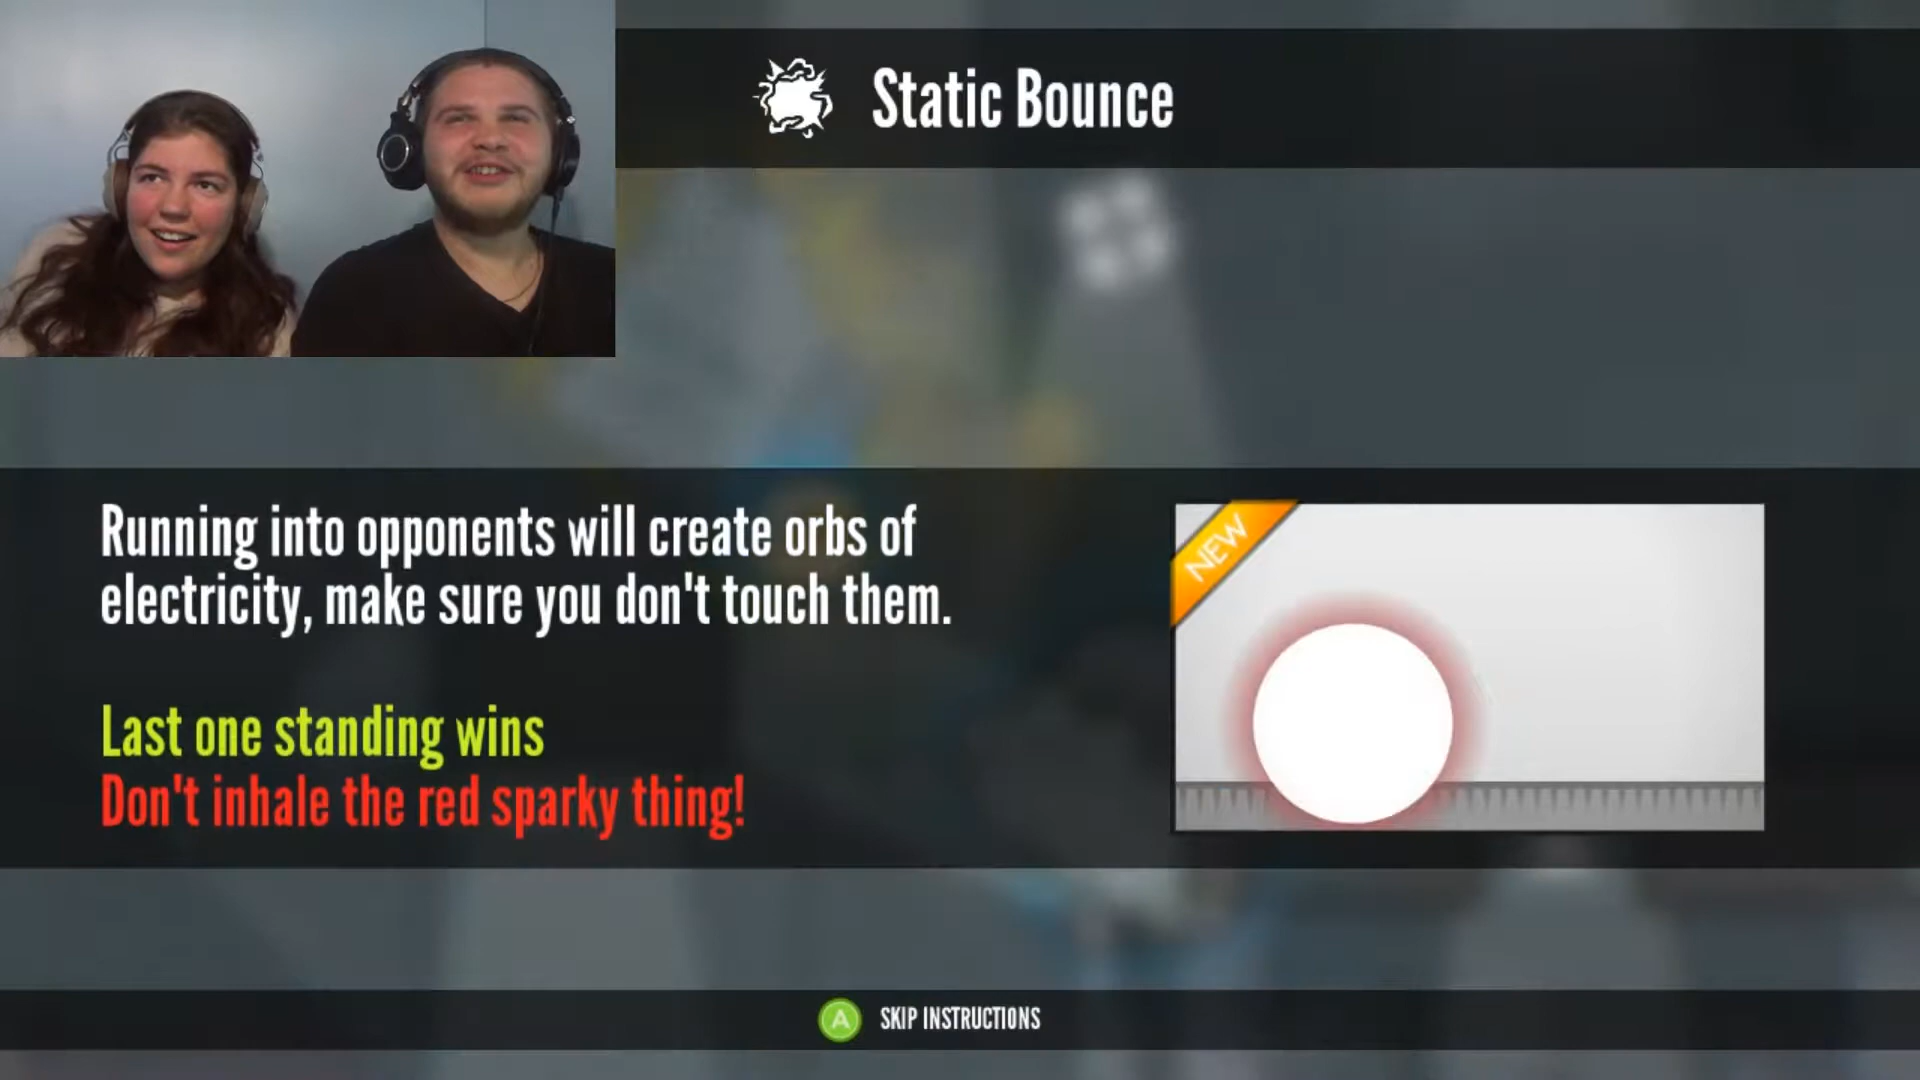 Static Bounce
Running into opponents will create orbs of
electricity, make sure you don't touch them.
NEW
Last one standing wins
Don't inhale the red sparky thing!
A SKIP INSTRUCTIONS